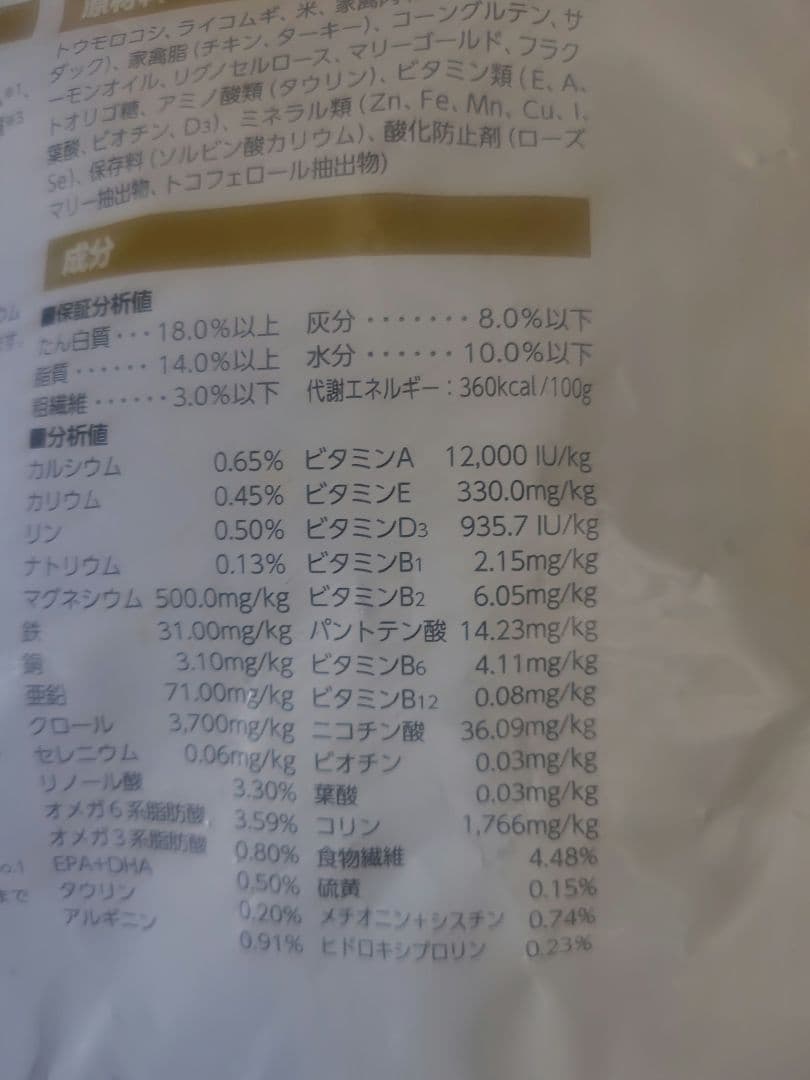 原材料
トウモロコシ、ライコムギ、米、家禽肉
ダック)、家禽脂(チキン、ターキー)、コーングルテン、サ
ーモンオイル、リグノセルロース、マリーゴールド、フラク
トオリゴ糖、アミノ酸類(タウリン)、ビタミン類(E、A、
葉酸、ビオチン、D3)、ミネラル類(Zn、Fe、Mn、Cu、I、
Se)、保存料(ソルビン酸カリウム)、酸化防止剤(ローズ
マリー抽出物、トコフェロール抽出物)
成分
■保証分析値
たん白質・・・18.0%以上 灰分・・・・・・・8.0%以下
脂質・・・・・・14.0%以上 水分・・・・・・10.0%以下
粗繊維・・・・・・3.0%以下 代謝エネルギー:360kcal/100g
■分析値
カルシウム 0.65% ビタミンA 12,000 IU/kg
カリウム 0.45% ビタミンE 330.0mg/kg
リン 0.50% ビタミンD3 935.7 IU/kg
ナトリウム 0.13% ビタミンB1 2.15mg/kg
マグネシウム 500.0mg/kg ビタミンB2 6.05mg/kg
鉄 31.00mg/kg パントテン酸 14.23mg/kg
銅 3.10mg/kg ビタミンB6 4.11mg/kg
亜鉛 71.00mg/kg ビタミンB12 0.08mg/kg
クロール 3,700mg/kg ニコチン酸 36.09mg/kg
セレニウム 0.06mg/kg ビオチン 0.03mg/kg
リノール酸 3.30% 葉酸 0.03mg/kg
オメガ6系脂肪酸 3.59% コリン 1,766mg/kg
オメガ3系脂肪酸 0.80% 食物繊維 4.48%
EPA+DHA 0.50% 硫黄 0.15%
タウリン 0.20% メチオニン+シスチン 0.74%
アルギニン 0.91% ヒドロキシプロリン 0.23%